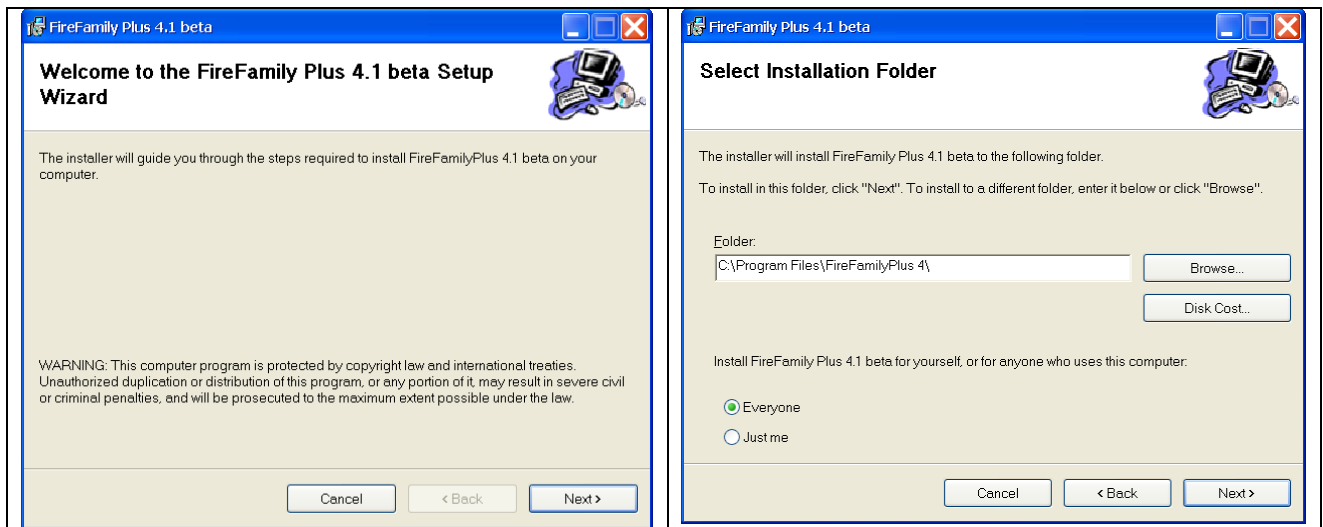 FireFamily Plus 4.1 beta
Welcome to the FireFamily Plus 4.1 beta Setup
Wizard
The installer will guide you through the steps required to install FireFamilyPlus 4.1 beta on your
computer.
WARNING: This computer program is protected by copyright law and international treaties.
Unauthorized duplication or distribution of this program, or any portion of it, may result in severe civil
or criminal penalties, and will be prosecuted to the maximum extent possible under the law.
Cancel
< Back
Next >
FireFamily Plus 4.1 beta
Select Installation Folder
The installer will install FireFamily Plus 4.1 beta to the following folder.
To install in this folder, click "Next". To install to a different folder, enter it below or click "Browse".
Folder:
C:\Program Files\FireFamilyPlus 4\
Browse...
Disk Cost...
Install FireFamily Plus 4.1 beta for yourself, or for anyone who uses this computer:
Everyone
Just me
Cancel
< Back
Next >